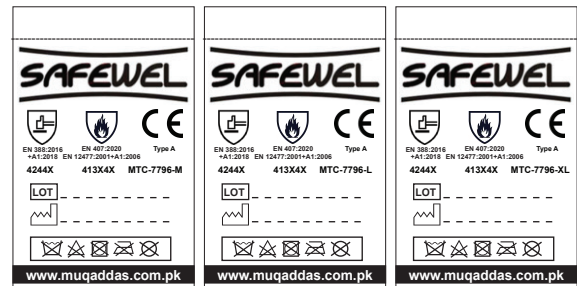 SAFEWEL
EN 388:2016
+A1:2018
EN 407:2020
EN 12477:2001+A1:2006
Type A
4244X 413X4X MTC-7796-M
LOT
www.muqaddas.com.pk
SAFEWEL
EN 388:2016
+A1:2018
EN 407:2020
EN 12477:2001+A1:2006
Type A
4244X 413X4X MTC-7796-L
LOT
www.muqaddas.com.pk
SAFEWEL
EN 388:2016
+A1:2018
EN 407:2020
EN 12477:2001+A1:2006
Type A
4244X 413X4X MTC-7796-XL
LOT
www.muqaddas.com.pk